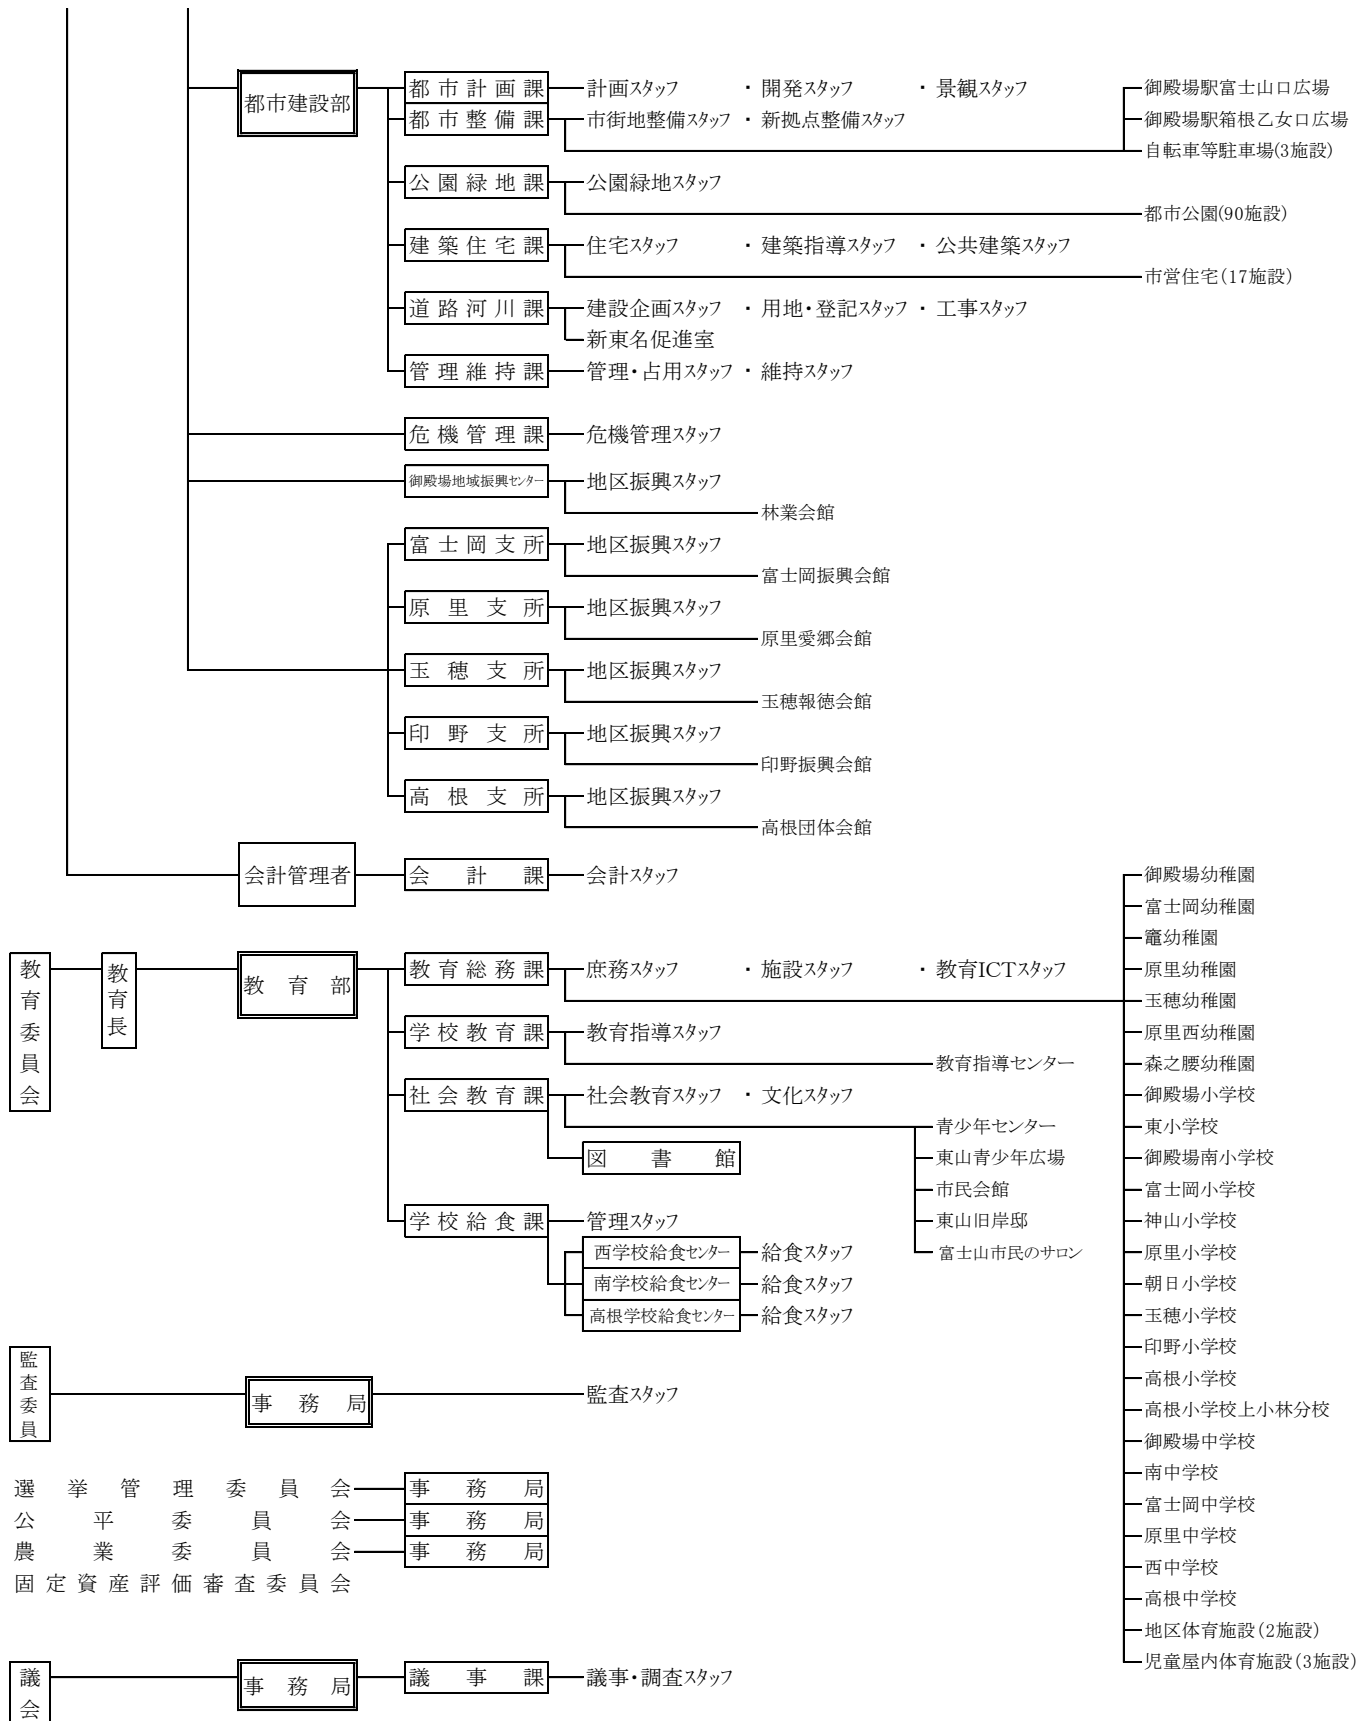 都市建設部
都市計画課 計画スタッフ ・ 開発スタッフ ・ 景観スタッフ 御殿場駅富士山口広場
都市整備課 市街地整備スタッフ ・ 新拠点整備スタッフ 御殿場駅箱根乙女口広場
自転車等駐車場(3施設)
公園緑地課 公園緑地スタッフ
都市公園(90施設)
建築住宅課 住宅スタッフ ・ 建築指導スタッフ ・ 公共建築スタッフ
市営住宅(17施設)
道路河川課 建設企画スタッフ ・ 用地・登記スタッフ ・ 工事スタッフ
新東名促進室
管理維持課 管理・占用スタッフ ・ 維持スタッフ
危機管理課 危機管理スタッフ
御殿場地域振興センター 地区振興スタッフ
林業会館
富士岡支所 地区振興スタッフ
富士岡振興会館
原里支所 地区振興スタッフ
原里愛郷会館
玉穂支所 地区振興スタッフ
玉穂報徳会館
印野支所 地区振興スタッフ
印野振興会館
高根支所 地区振興スタッフ
高根団体会館
会計管理者 会計課 会計スタッフ 御殿場幼稚園
富士岡幼稚園
竈幼稚園
教育委員会 教育長 教育部 教育総務課 庶務スタッフ ・ 施設スタッフ ・ 教育ICTスタッフ 原里幼稚園
玉穂幼稚園
学校教育課 教育指導スタッフ 原里西幼稚園
教育指導センター 森之腰幼稚園
社会教育課 社会教育スタッフ ・ 文化スタッフ 御殿場小学校
青少年センター 東小学校
図書館 東山青少年広場 御殿場南小学校
市民会館 富士岡小学校
学校給食課 管理スタッフ 東山旧岸邸 神山小学校
西学校給食センター 給食スタッフ 富士山市民のサロン 原里小学校
南学校給食センター 給食スタッフ 朝日小学校
高根学校給食センター 給食スタッフ 玉穂小学校
印野小学校
高根小学校
監査委員 事務局 監査スタッフ
高根小学校上小林分校
御殿場中学校
南中学校
選挙管理委員会 事務局
富士岡中学校
公平委員会 事務局
原里中学校
農業委員会 事務局
西中学校
固定資産評価審査委員会
高根中学校
地区体育施設(2施設)
児童屋内体育施設(3施設)
議会 事務局 議事課 議事・調査スタッフ